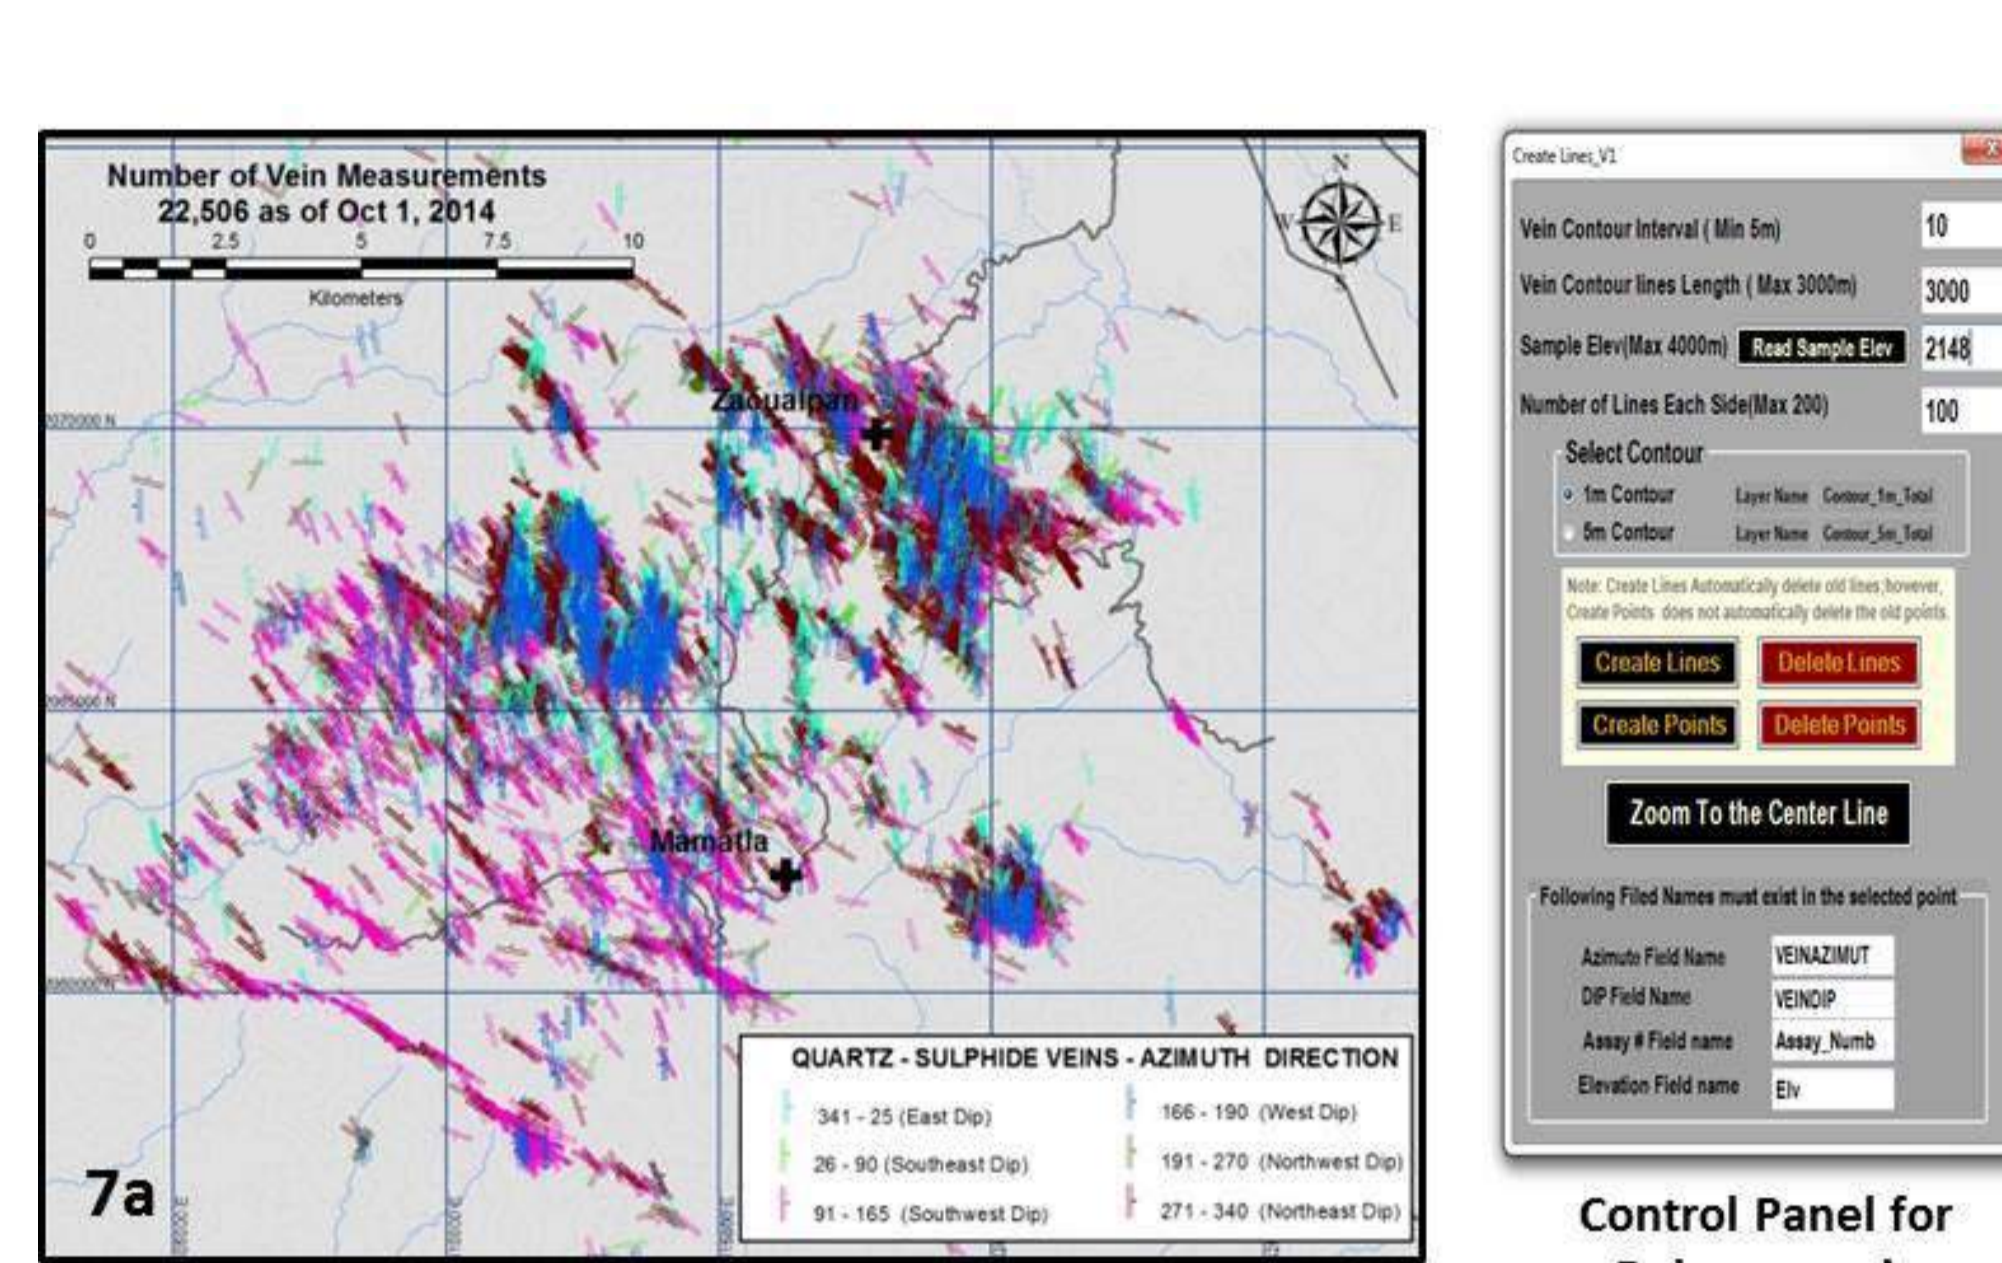 Number of Vein Measurements
22,506 as of Oct 1, 2014
0 2.5 5 7.5 10
Kilometers
N
W E
S
2070000 N
Zacualpan
2065000 N
Mamatla
2060000 N
QUARTZ - SULPHIDE VEINS - AZIMUTH DIRECTION
341 - 25 (East Dip)
166 - 190 (West Dip)
26 - 90 (Southeast Dip)
191 - 270 (Northwest Dip)
91 - 165 (Southwest Dip)
271 - 340 (Northeast Dip)
7a
Create Lines_V1
X
Vein Contour Interval ( Min 5m) 10
Vein Contour lines Length ( Max 3000m) 3000
Sample Elev(Max 4000m) Read Sample Elev 2148
Number of Lines Each Side(Max 200) 100
Select Contour
1m Contour Layer Name Contour_1m_Total
5m Contour Layer Name Contour_5m_Total
Note: Create Lines Automatically delete old lines;however,
Create Points does not automatically delete the old points.
Create Lines Delete Lines
Create Points Delete Points
Zoom To the Center Line
Following Filed Names must exist in the selected point
Azimute Field Name VEINAZIMUT
DIP Field Name VEINDIP
Assay # Field name Assay_Numb
Elevation Field name Elv
Control Panel for